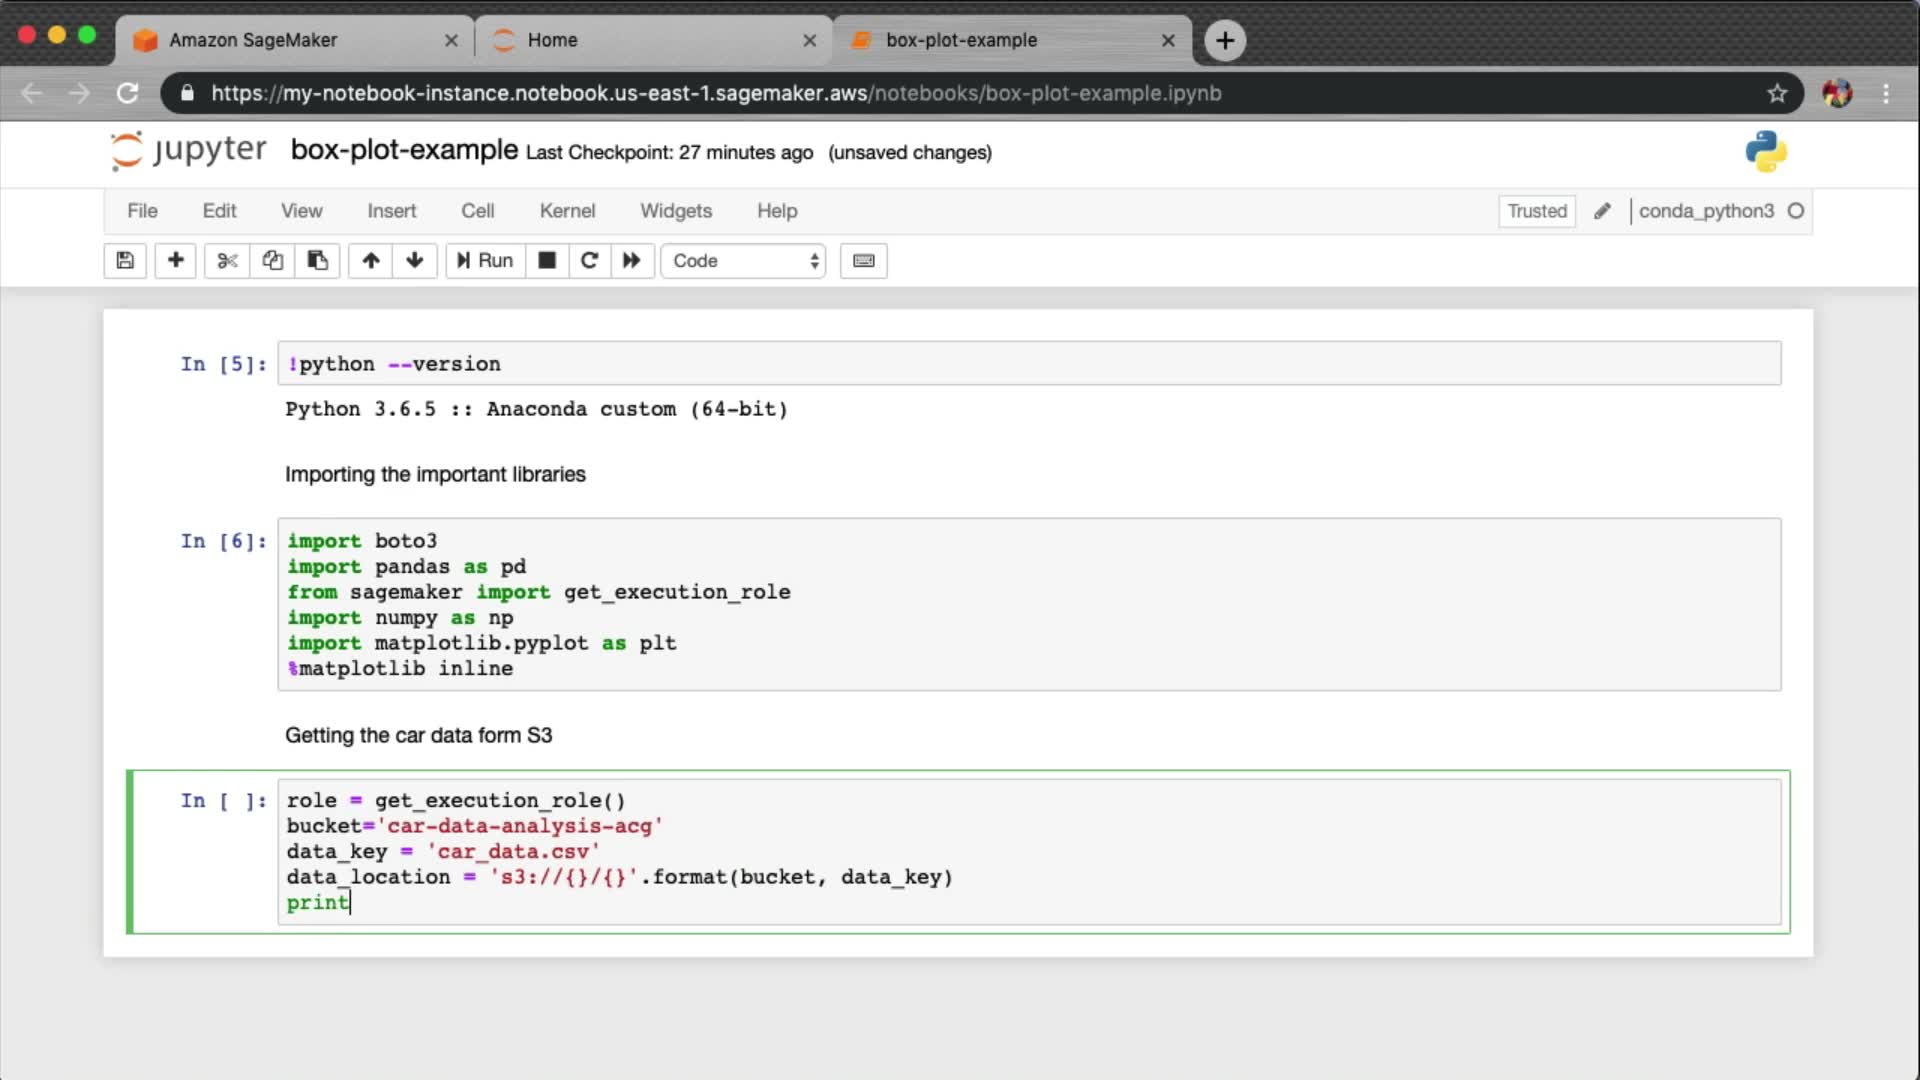 Amazon SageMaker
Home
box-plot-example
https://my-notebook-instance.notebook.us-east-1.sagemaker.aws/notebooks/box-plot-example.ipynb
jupyter box-plot-example Last Checkpoint: 27 minutes ago (unsaved changes)
File Edit View Insert Cell Kernel Widgets Help Trusted conda_python3
Run Code
In [5]: !python --version
Python 3.6.5 :: Anaconda custom (64-bit)
Importing the important libraries
In [6]: import boto3
import pandas as pd
from sagemaker import get_execution_role
import numpy as np
import matplotlib.pyplot as plt
%matplotlib inline
Getting the car data form S3
In [ ]: role = get_execution_role()
bucket='car-data-analysis-acg'
data_key = 'car_data.csv'
data_location = 's3://{}/{}'.format(bucket, data_key)
print